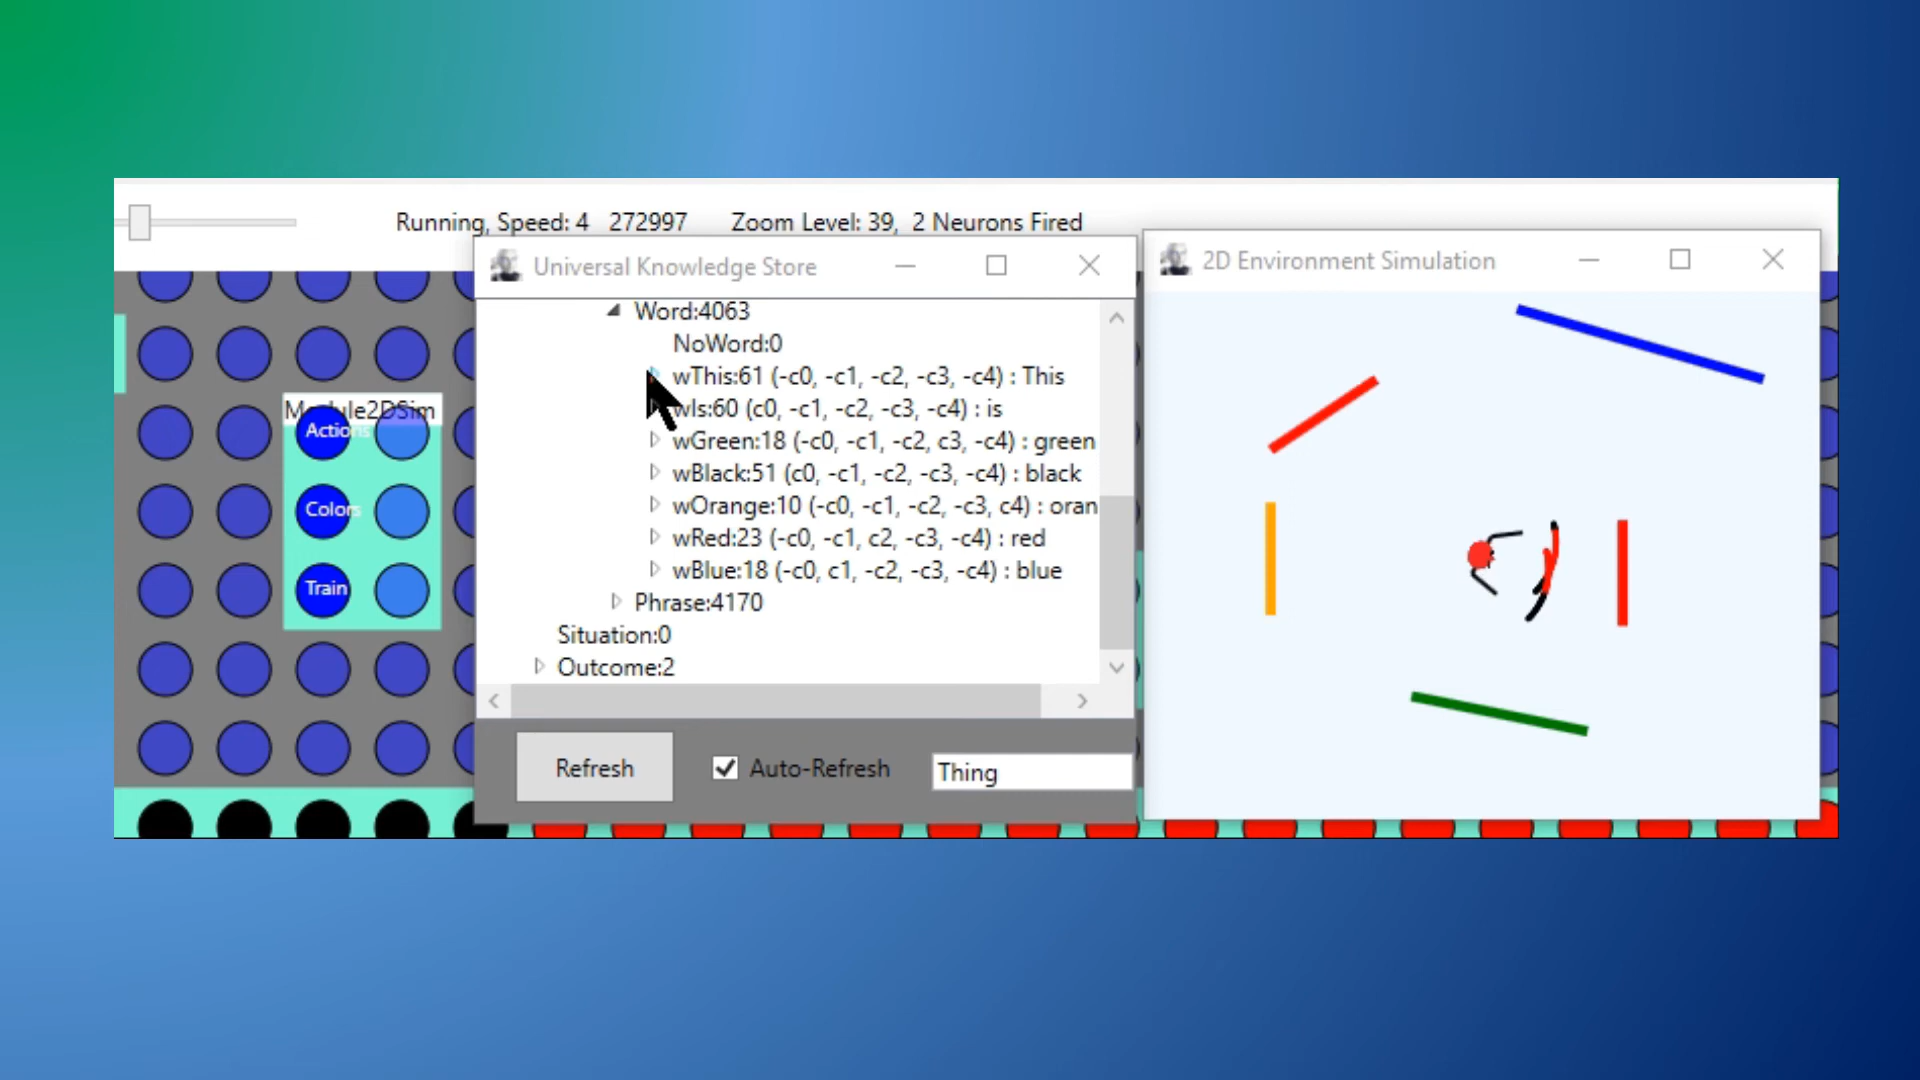 Running, Speed: 4 272997 Zoom Level: 39, 2 Neurons Fired
Universal Knowledge Store
Word:4063
NoWord:0
wThis:61 (-c0, -c1, -c2, -c3, -c4) : This
wIs:60 (c0, -c1, -c2, -c3, -c4) : is
wGreen:18 (-c0, -c1, -c2, c3, -c4) : green
wBlack:51 (c0, -c1, -c2, -c3, -c4) : black
wOrange:10 (-c0, -c1, -c2, -c3, c4) : oran
wRed:23 (-c0, -c1, c2, -c3, -c4) : red
wBlue:18 (-c0, c1, -c2, -c3, -c4) : blue
Phrase:4170
Situation:0
Outcome:2
Refresh
Auto-Refresh
Thing
2D Environment Simulation
Module2DSim
Actions
Colors
Train